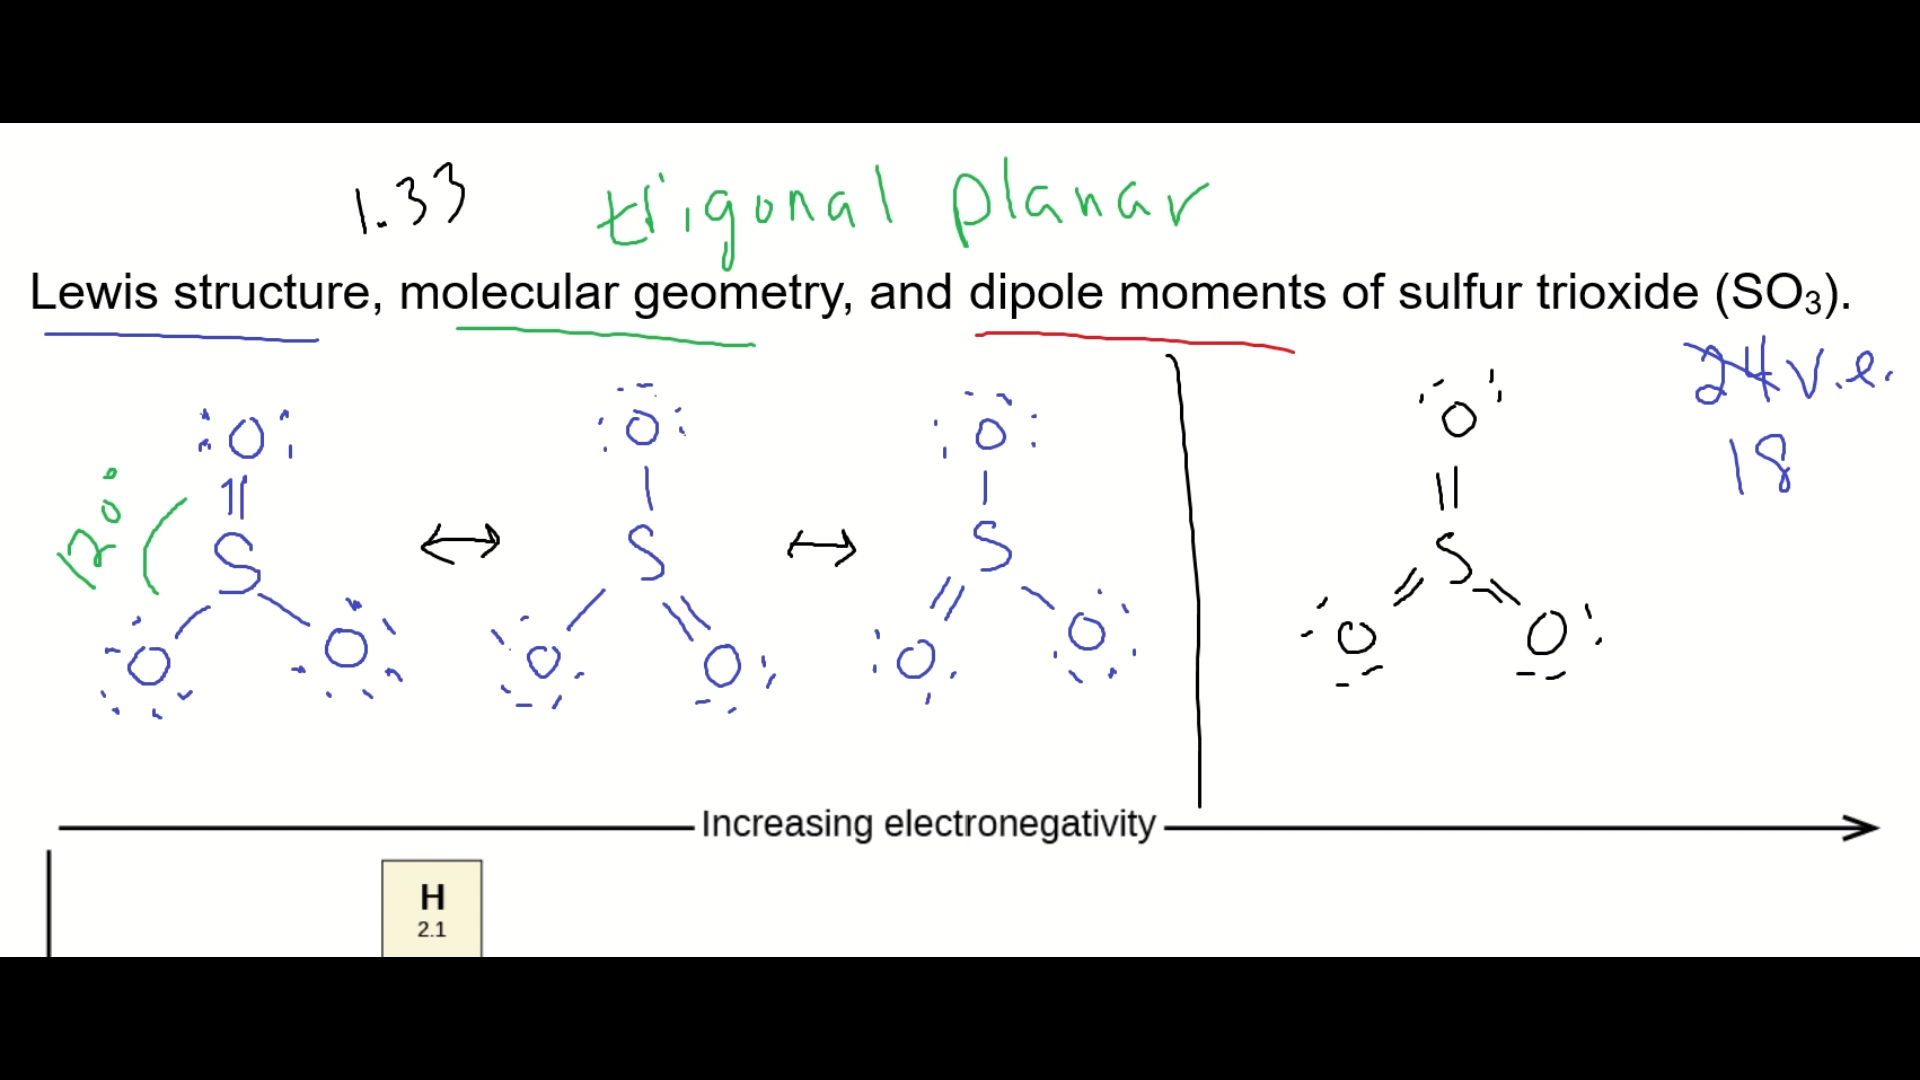 1.33 trigonal planar
Lewis structure, molecular geometry, and dipole moments of sulfur trioxide (SO₃).
24 v.e.
18
O O O O
120°
S S S S
O O O O O O O O
Increasing electronegativity
H
2.1